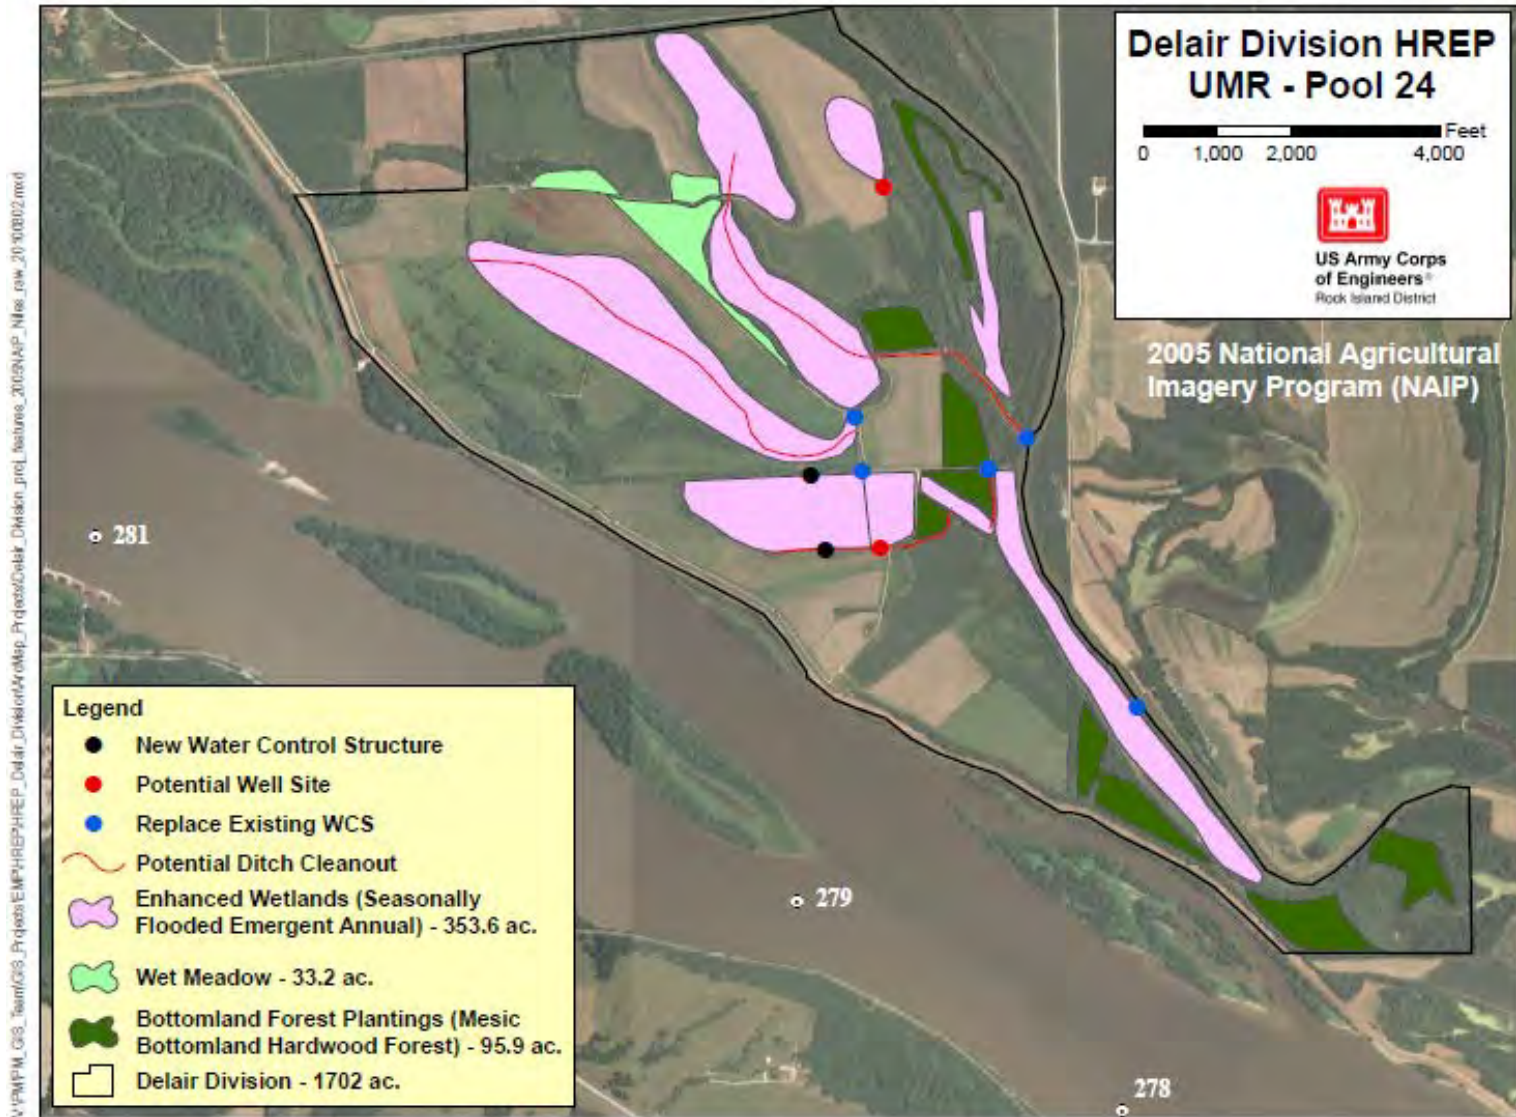 Delair Division HREP
UMR - Pool 24
Feet
0 1,000 2,000 4,000
US Army Corps
of Engineers®
Rock Island District
2005 National Agricultural
Imagery Program (NAIP)
281
279
278
Legend
New Water Control Structure
Potential Well Site
Replace Existing WCS
Potential Ditch Cleanout
Enhanced Wetlands (Seasonally
Flooded Emergent Annual) - 353.6 ac.
Wet Meadow - 33.2 ac.
Bottomland Forest Plantings (Mesic
Bottomland Hardwood Forest) - 95.9 ac.
Delair Division - 1702 ac.